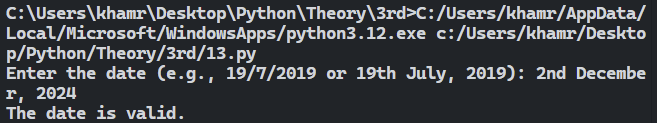 C:\Users\khamr\Desktop\Python\Theory\3rd>C:/Users/khamr/AppData/
Local/Microsoft/WindowsApps/python3.12.exe c:/Users/khamr/Deskto
p/Python/Theory/3rd/13.py
Enter the date (e.g., 19/7/2019 or 19th July, 2019): 2nd Decembe
r, 2024
The date is valid.